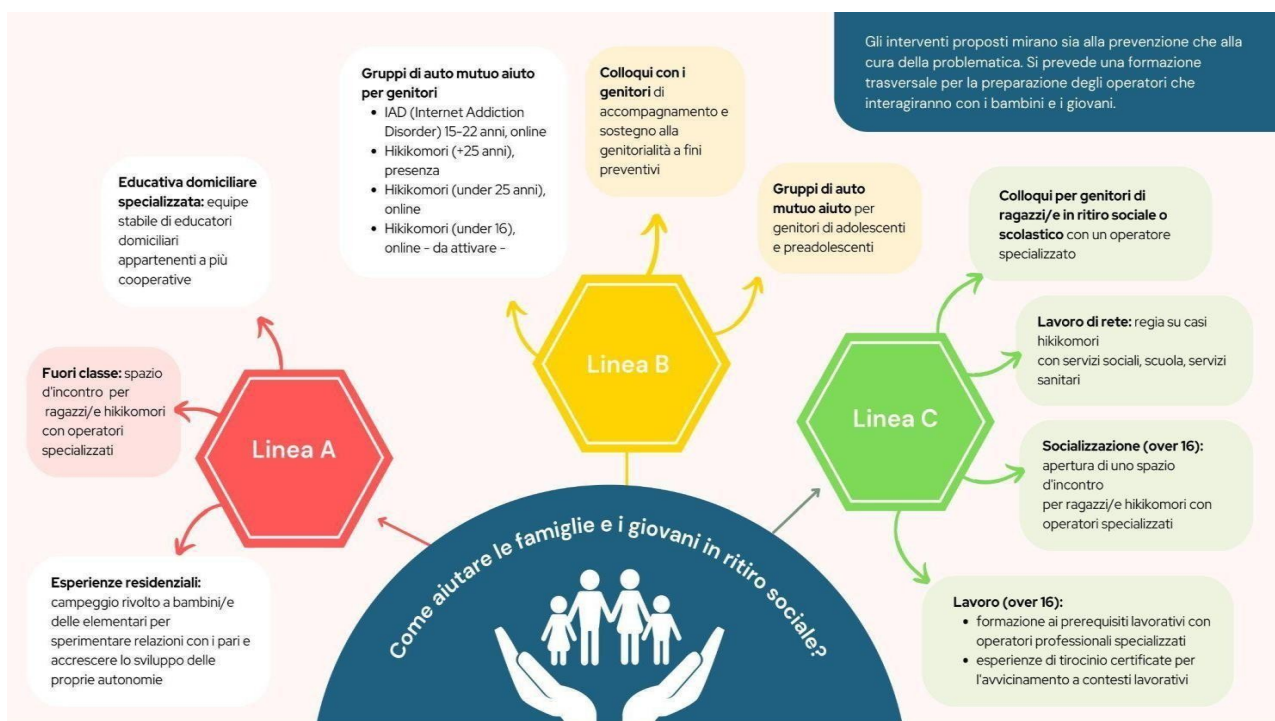 Gli interventi proposti mirano sia alla prevenzione che alla
cura della problematica. Si prevede una formazione
trasversale per la preparazione degli operatori che
interagiranno con i bambini e i giovani.
Gruppi di auto mutuo aiuto
per genitori
• IAD (Internet Addiction
Disorder) 15-22 anni, online
• Hikikomori (+25 anni),
presenza
• Hikikomori (under 25 anni),
online
• Hikikomori (under 16),
online - da attivare -
Colloqui con i
genitori di
accompagnamento e
sostegno alla
genitorialità a fini
preventivi
Gruppi di auto
mutuo aiuto per
genitori di adolescenti
e preadolescenti
Educativa domiciliare
specializzata: equipe
stabile di educatori
domiciliari
appartenenti a più
cooperative
Fuori classe: spazio
d'incontro per
ragazzi/e hikikomori
con operatori
specializzati
Esperienze residenziali:
campeggio rivolto a bambini/e
delle elementari per
sperimentare relazioni con i pari e
accrescere lo sviluppo delle
proprie autonomie
Linea A
Linea B
Linea C
Colloqui per genitori di
ragazzi/e in ritiro sociale o
scolastico con un operatore
specializzato
Lavoro di rete: regia su casi
hikikomori
con servizi sociali, scuola, servizi
sanitari
Socializzazione (over 16):
apertura di uno spazio
d'incontro
per ragazzi/e hikikomori con
operatori specializzati
Lavoro (over 16):
• formazione ai prerequisiti lavorativi con
operatori professionali specializzati
• esperienze di tirocinio certificate per
l'avvicinamento a contesti lavorativi
Come aiutare le famiglie e i giovani in ritiro sociale?